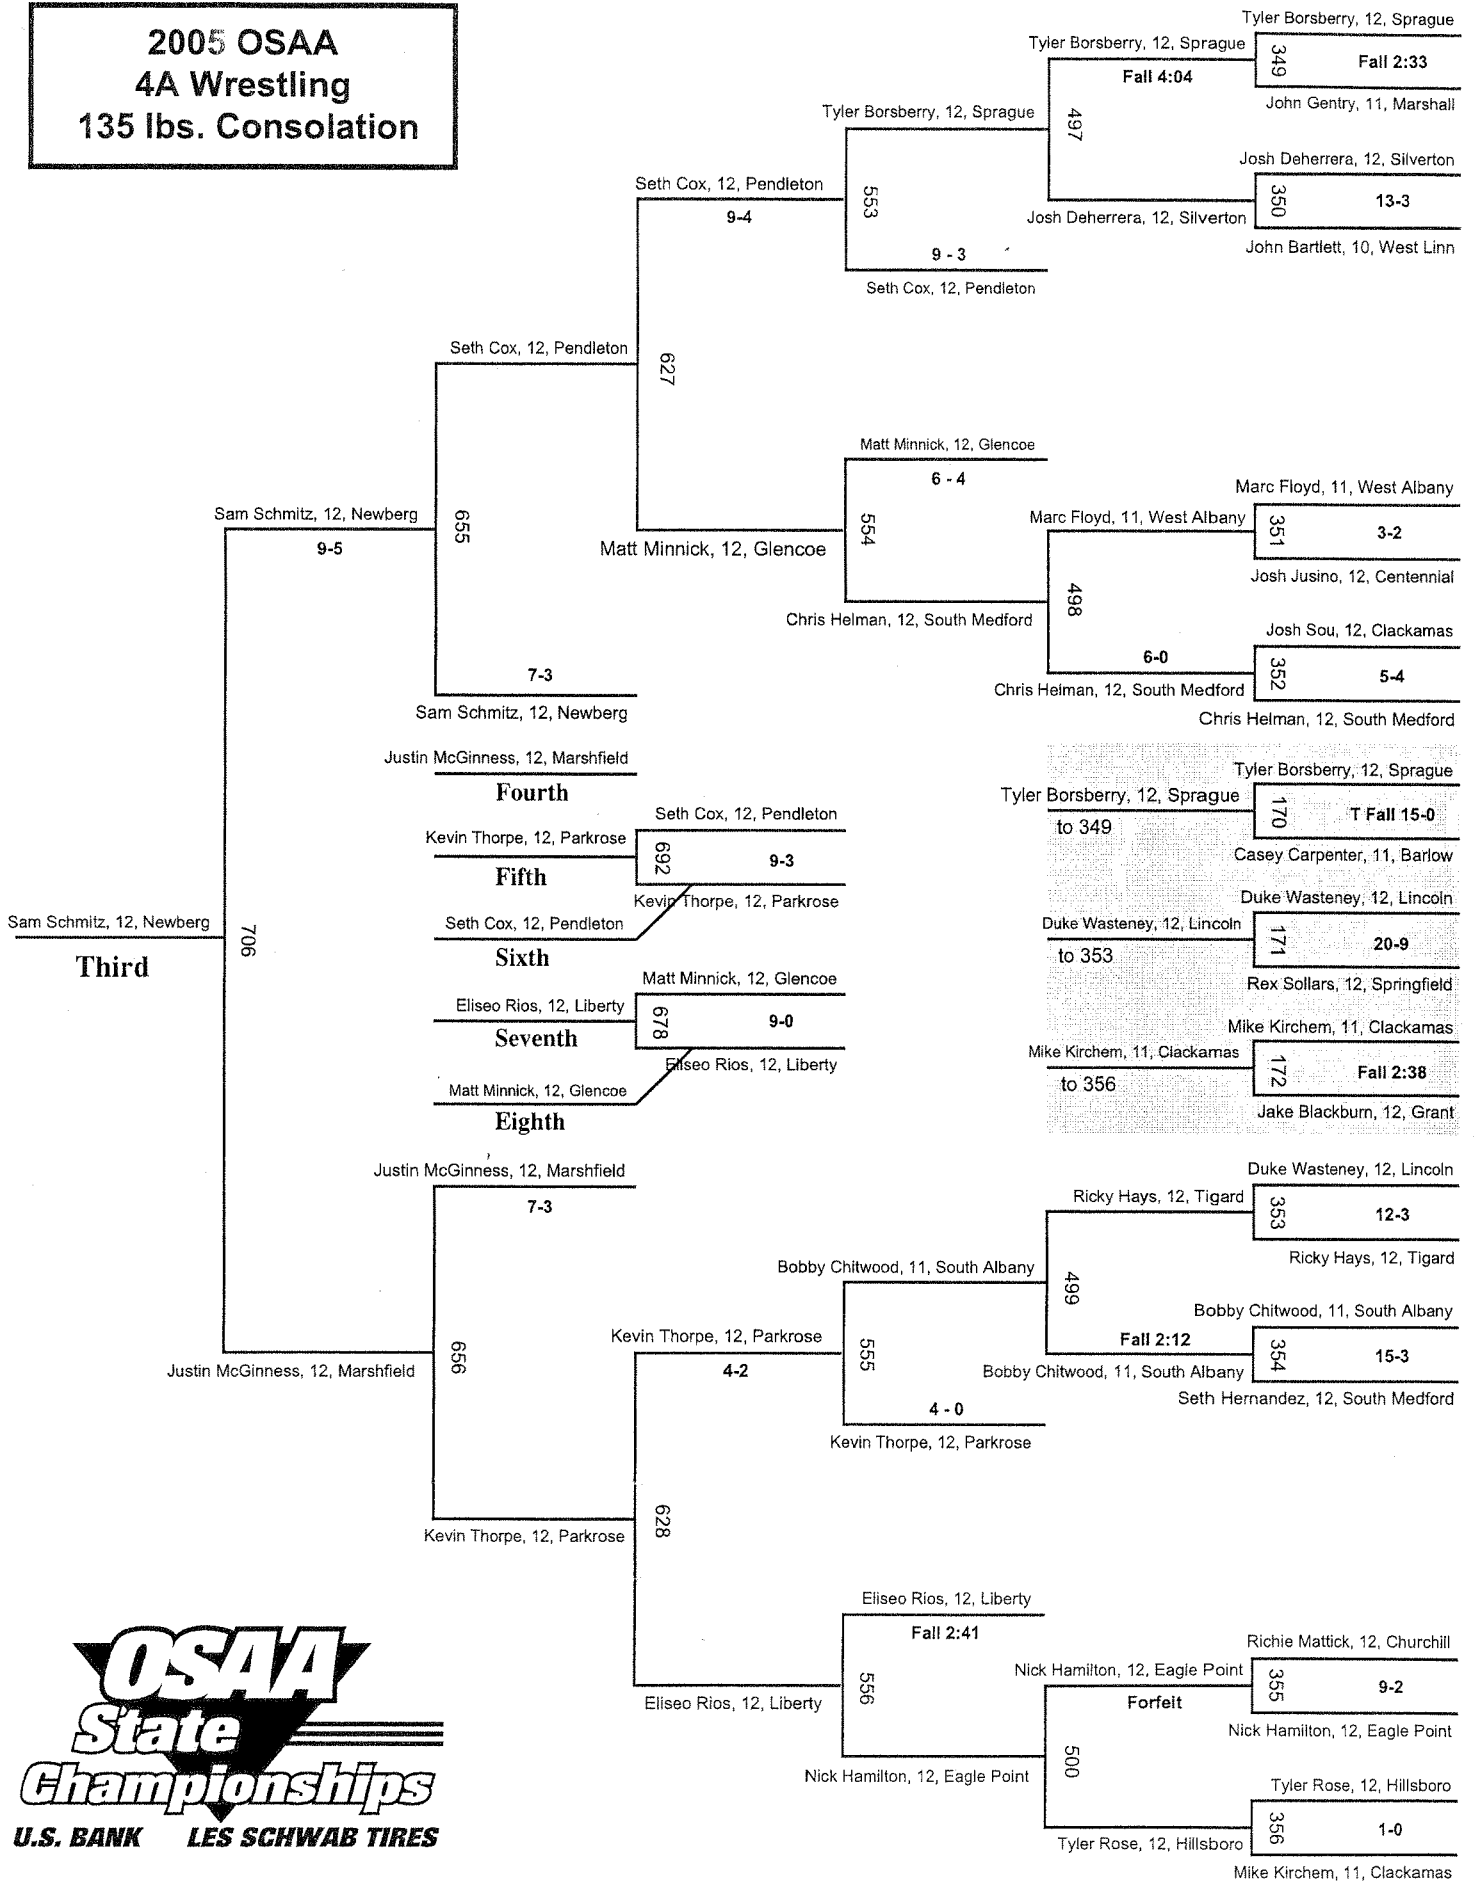 2005 OSAA
4A Wrestling
135 lbs. Consolation
Tyler Borsberry, 12, Sprague
Tyler Borsberry, 12, Sprague
349
Fall 2:33
Fall 4:04
John Gentry, 11, Marshall
Tyler Borsberry, 12, Sprague
497
Josh Deherrera, 12, Silverton
350
13-3
Josh Deherrera, 12, Silverton
John Bartlett, 10, West Linn
Seth Cox, 12, Pendleton
9-4
553
9 - 3
Seth Cox, 12, Pendleton
Seth Cox, 12, Pendleton
627
Matt Minnick, 12, Glencoe
6 - 4
Marc Floyd, 11, West Albany
Marc Floyd, 11, West Albany
351
3-2
Josh Jusino, 12, Centennial
554
Matt Minnick, 12, Glencoe
Chris Helman, 12, South Medford
498
Josh Sou, 12, Clackamas
6-0
352
5-4
Chris Helman, 12, South Medford
Chris Helman, 12, South Medford
Sam Schmitz, 12, Newberg
9-5
655
7-3
Sam Schmitz, 12, Newberg
Justin McGinness, 12, Marshfield
Fourth
Seth Cox, 12, Pendleton
Kevin Thorpe, 12, Parkrose
692
9-3
Fifth
Kevin Thorpe, 12, Parkrose
Seth Cox, 12, Pendleton
Sixth
Matt Minnick, 12, Glencoe
Eliseo Rios, 12, Liberty
678
9-0
Seventh
Eliseo Rios, 12, Liberty
Matt Minnick, 12, Glencoe
Eighth
Tyler Borsberry, 12, Sprague
Tyler Borsberry, 12, Sprague
170
T Fall 15-0
to 349
Casey Carpenter, 11, Barlow
Duke Wasteney, 12, Lincoln
Duke Wasteney, 12, Lincoln
171
20-9
to 353
Rex Sollars, 12, Springfield
Mike Kirchem, 11, Clackamas
Mike Kirchem, 11, Clackamas
172
Fall 2:38
to 356
Jake Blackburn, 12, Grant
Sam Schmitz, 12, Newberg
Third
706
Justin McGinness, 12, Marshfield
7-3
Duke Wasteney, 12, Lincoln
Ricky Hays, 12, Tigard
353
12-3
Ricky Hays, 12, Tigard
Bobby Chitwood, 11, South Albany
499
Bobby Chitwood, 11, South Albany
Fall 2:12
354
15-3
Bobby Chitwood, 11, South Albany
Seth Hernandez, 12, South Medford
Kevin Thorpe, 12, Parkrose
4-2
555
4 - 0
Kevin Thorpe, 12, Parkrose
Justin McGinness, 12, Marshfield
656
Kevin Thorpe, 12, Parkrose
628
Eliseo Rios, 12, Liberty
Fall 2:41
Richie Mattick, 12, Churchill
Nick Hamilton, 12, Eagle Point
355
9-2
Forfeit
Nick Hamilton, 12, Eagle Point
Eliseo Rios, 12, Liberty
556
Nick Hamilton, 12, Eagle Point
500
Tyler Rose, 12, Hillsboro
356
1-0
Tyler Rose, 12, Hillsboro
Mike Kirchem, 11, Clackamas
OSAA
State
Championships
U.S. BANK LES SCHWAB TIRES